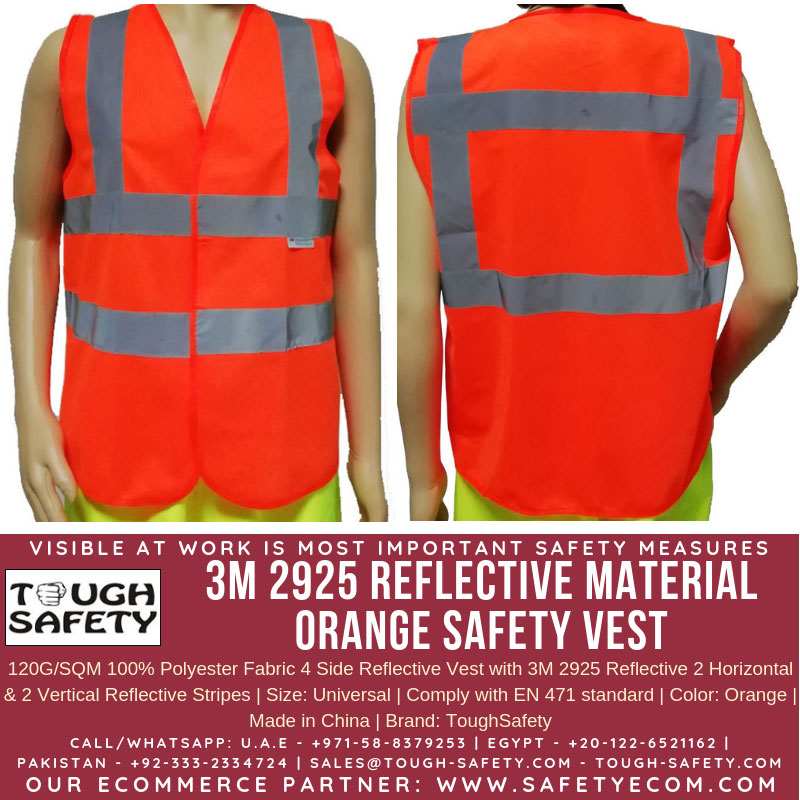 VISIBLE AT WORK IS MOST IMPORTANT SAFETY MEASURES
TOUGH
SAFETY
3M 2925 REFLECTIVE MATERIAL
ORANGE SAFETY VEST
120G/SQM 100% Polyester Fabric 4 Side Reflective Vest with 3M 2925 Reflective 2 Horizontal
& 2 Vertical Reflective Stripes | Size: Universal | Comply with EN 471 standard | Color: Orange |
Made in China | Brand: ToughSafety
CALL/WHATSAPP: U.A.E - +971-58-8379253 | EGYPT - +20-122-6521162 |
PAKISTAN - +92-333-2334724 | SALES@TOUGH-SAFETY.COM - TOUGH-SAFETY.COM
OUR ECOMMERCE PARTNER: WWW.SAFETYECOM.COM